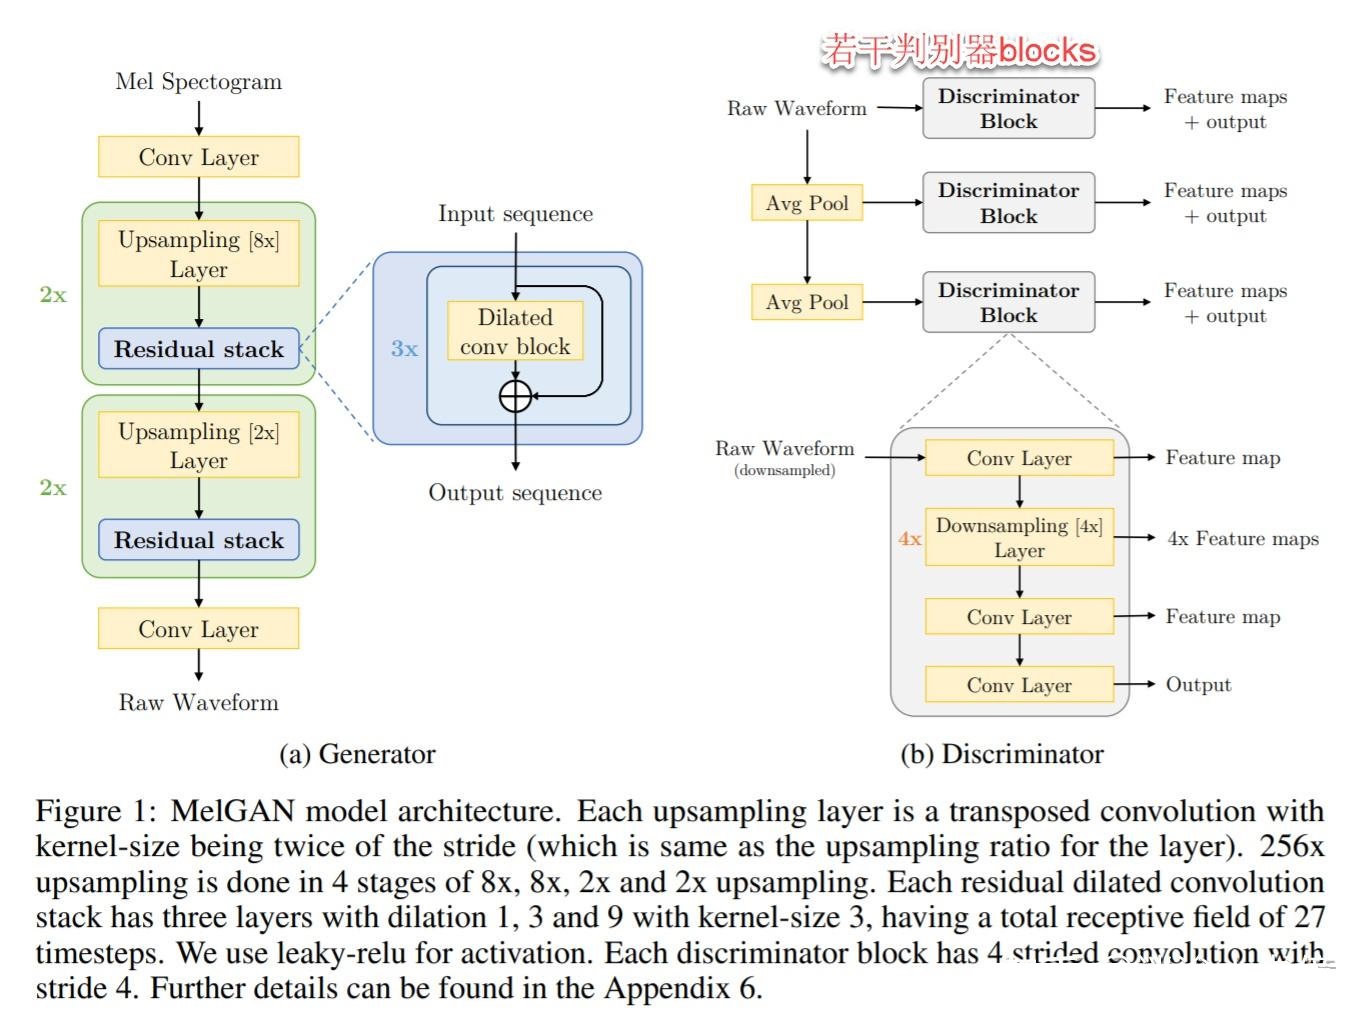 若干判别器blocks
Mel Spectogram
Conv Layer
2x
Upsampling [8x]
Layer
Residual stack
2x
Upsampling [2x]
Layer
Residual stack
Conv Layer
Raw Waveform
Input sequence
3x
Dilated
conv block
Output sequence
(a) Generator
Raw Waveform
Discriminator
Block
Feature maps
+ output
Avg Pool
Discriminator
Block
Feature maps
+ output
Avg Pool
Discriminator
Block
Feature maps
+ output
Raw Waveform
(downsampled)
Conv Layer
Feature map
4x
Downsampling [4x]
Layer
4x Feature maps
Conv Layer
Feature map
Conv Layer
Output
(b) Discriminator
Figure 1: MelGAN model architecture. Each upsampling layer is a transposed convolution with
kernel-size being twice of the stride (which is same as the upsampling ratio for the layer). 256x
upsampling is done in 4 stages of 8x, 8x, 2x and 2x upsampling. Each residual dilated convolution
stack has three layers with dilation 1, 3 and 9 with kernel-size 3, having a total receptive field of 27
timesteps. We use leaky-relu for activation. Each discriminator block has 4 strided convolution with
stride 4. Further details can be found in the Appendix 6.